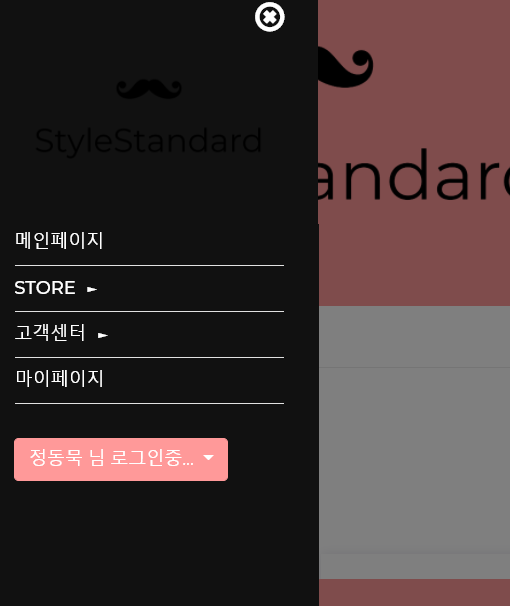 StyleStandard
andard
메인페이지
STORE ►
고객센터 ►
마이페이지
정동묵 님 로그인중...